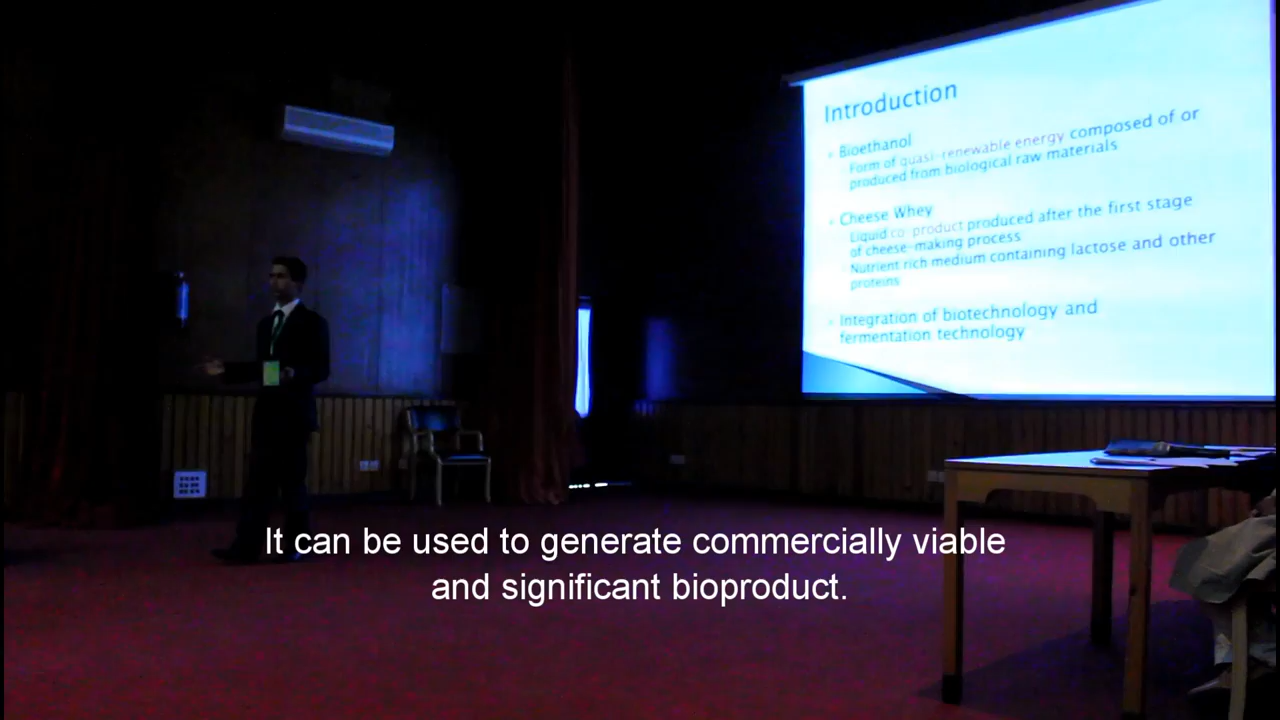 Introduction
Bioethanol
Form of quasi-renewable energy composed of or
produced from biological raw materials
Cheese Whey
Liquid co-product produced after the first stage
of cheese-making process
Nutrient rich medium containing lactose and other
proteins
Integration of biotechnology and
fermentation technology
It can be used to generate commercially viable
and significant bioproduct.